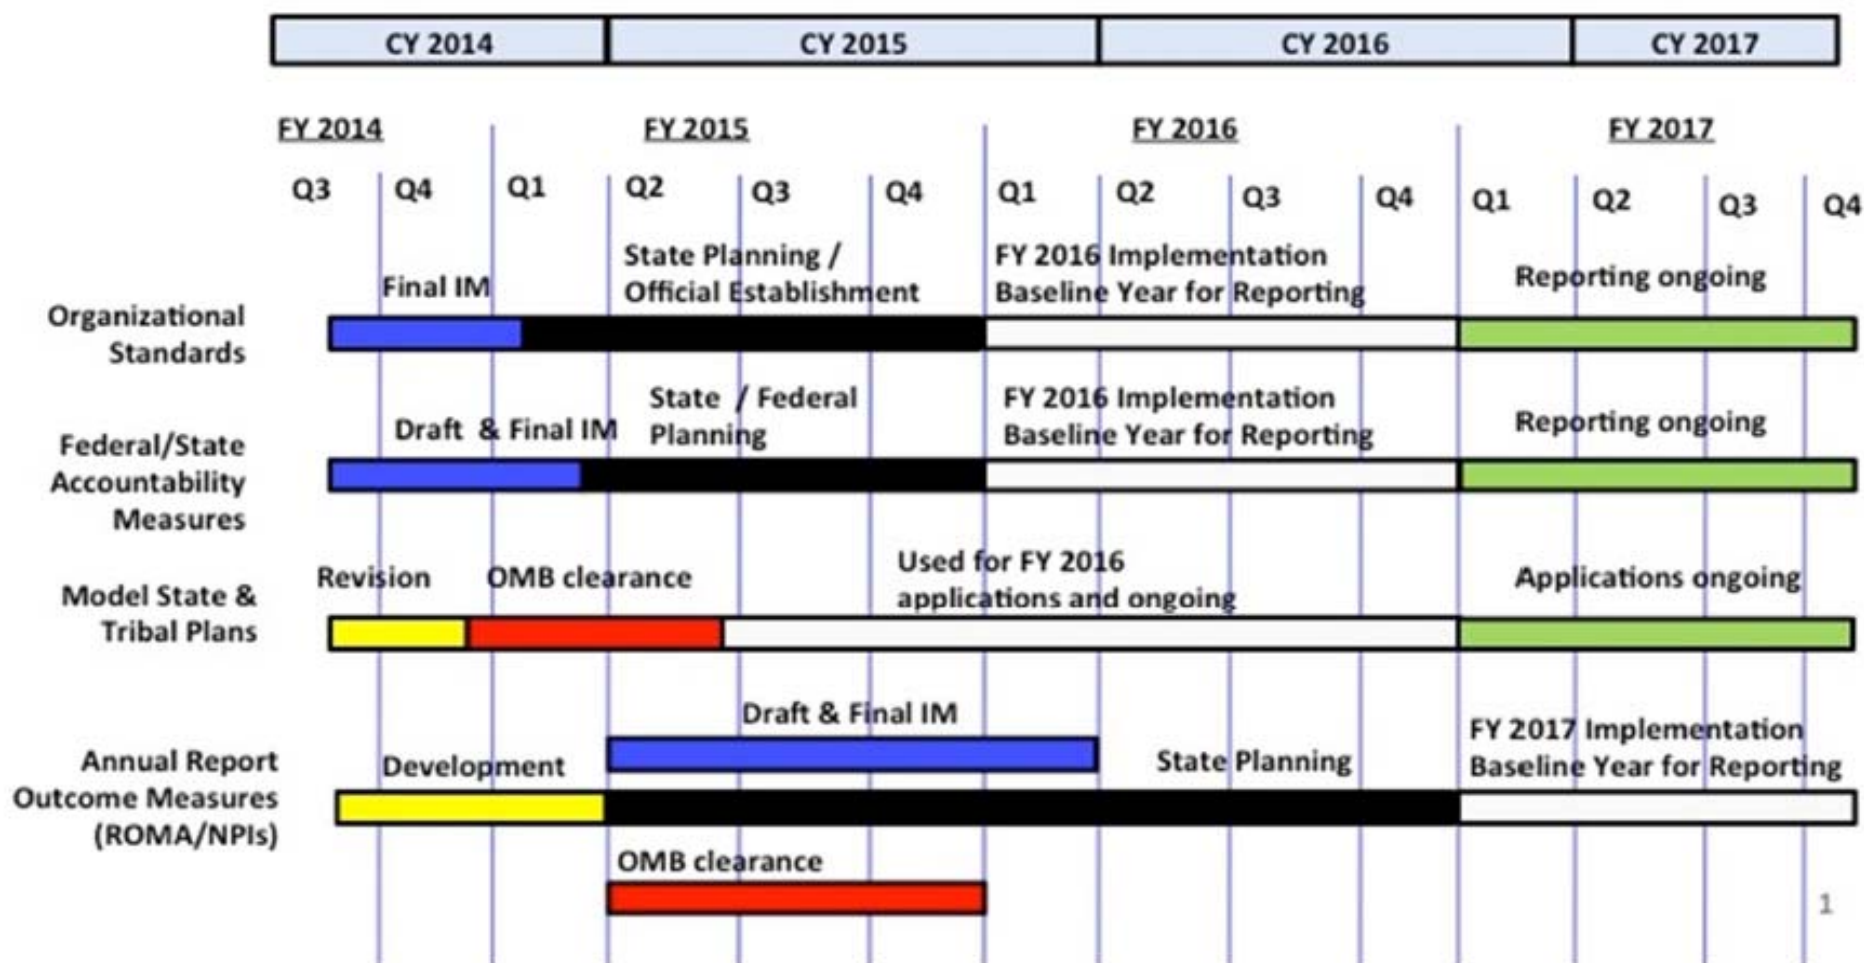 CY 2014 CY 2015 CY 2016 CY 2017
FY 2014 FY 2015 FY 2016 FY 2017
Q3 Q4 Q1 Q2 Q3 Q4 Q1 Q2 Q3 Q4 Q1 Q2 Q3 Q4
Organizational
Standards
Final IM
State Planning /
Official Establishment
FY 2016 Implementation
Baseline Year for Reporting
Reporting ongoing
Federal/State
Accountability
Measures
Draft & Final IM
State / Federal
Planning
FY 2016 Implementation
Baseline Year for Reporting
Reporting ongoing
Model State &
Tribal Plans
Revision
OMB clearance
Used for FY 2016
applications and ongoing
Applications ongoing
Annual Report
Outcome Measures
(ROMA/NPIs)
Development
Draft & Final IM
State Planning
FY 2017 Implementation
Baseline Year for Reporting
OMB clearance
1